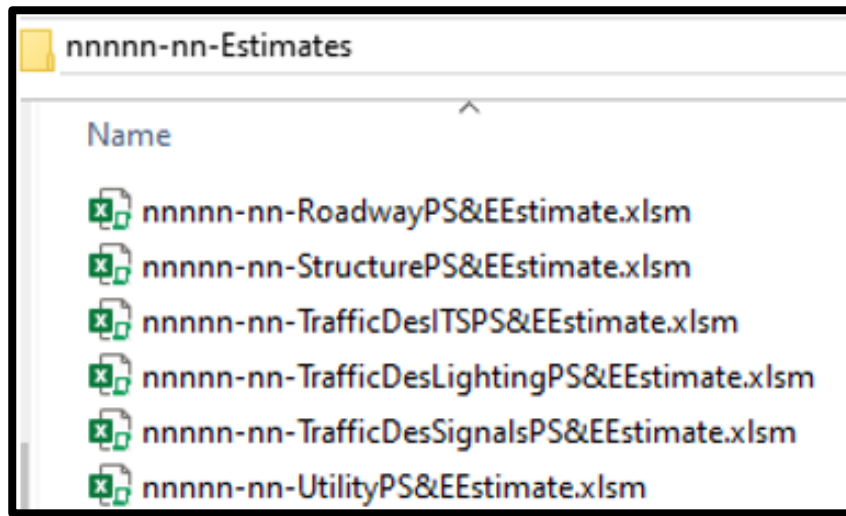 nnnnn-nn-Estimates
Name
nnnnn-nn-RoadwayPS&EEstimate.xlsm
nnnnn-nn-StructurePS&EEstimate.xlsm
nnnnn-nn-TrafficDesITSPS&EEstimate.xlsm
nnnnn-nn-TrafficDesLightingPS&EEstimate.xlsm
nnnnn-nn-TrafficDesSignalsPS&EEstimate.xlsm
nnnnn-nn-UtilityPS&EEstimate.xlsm